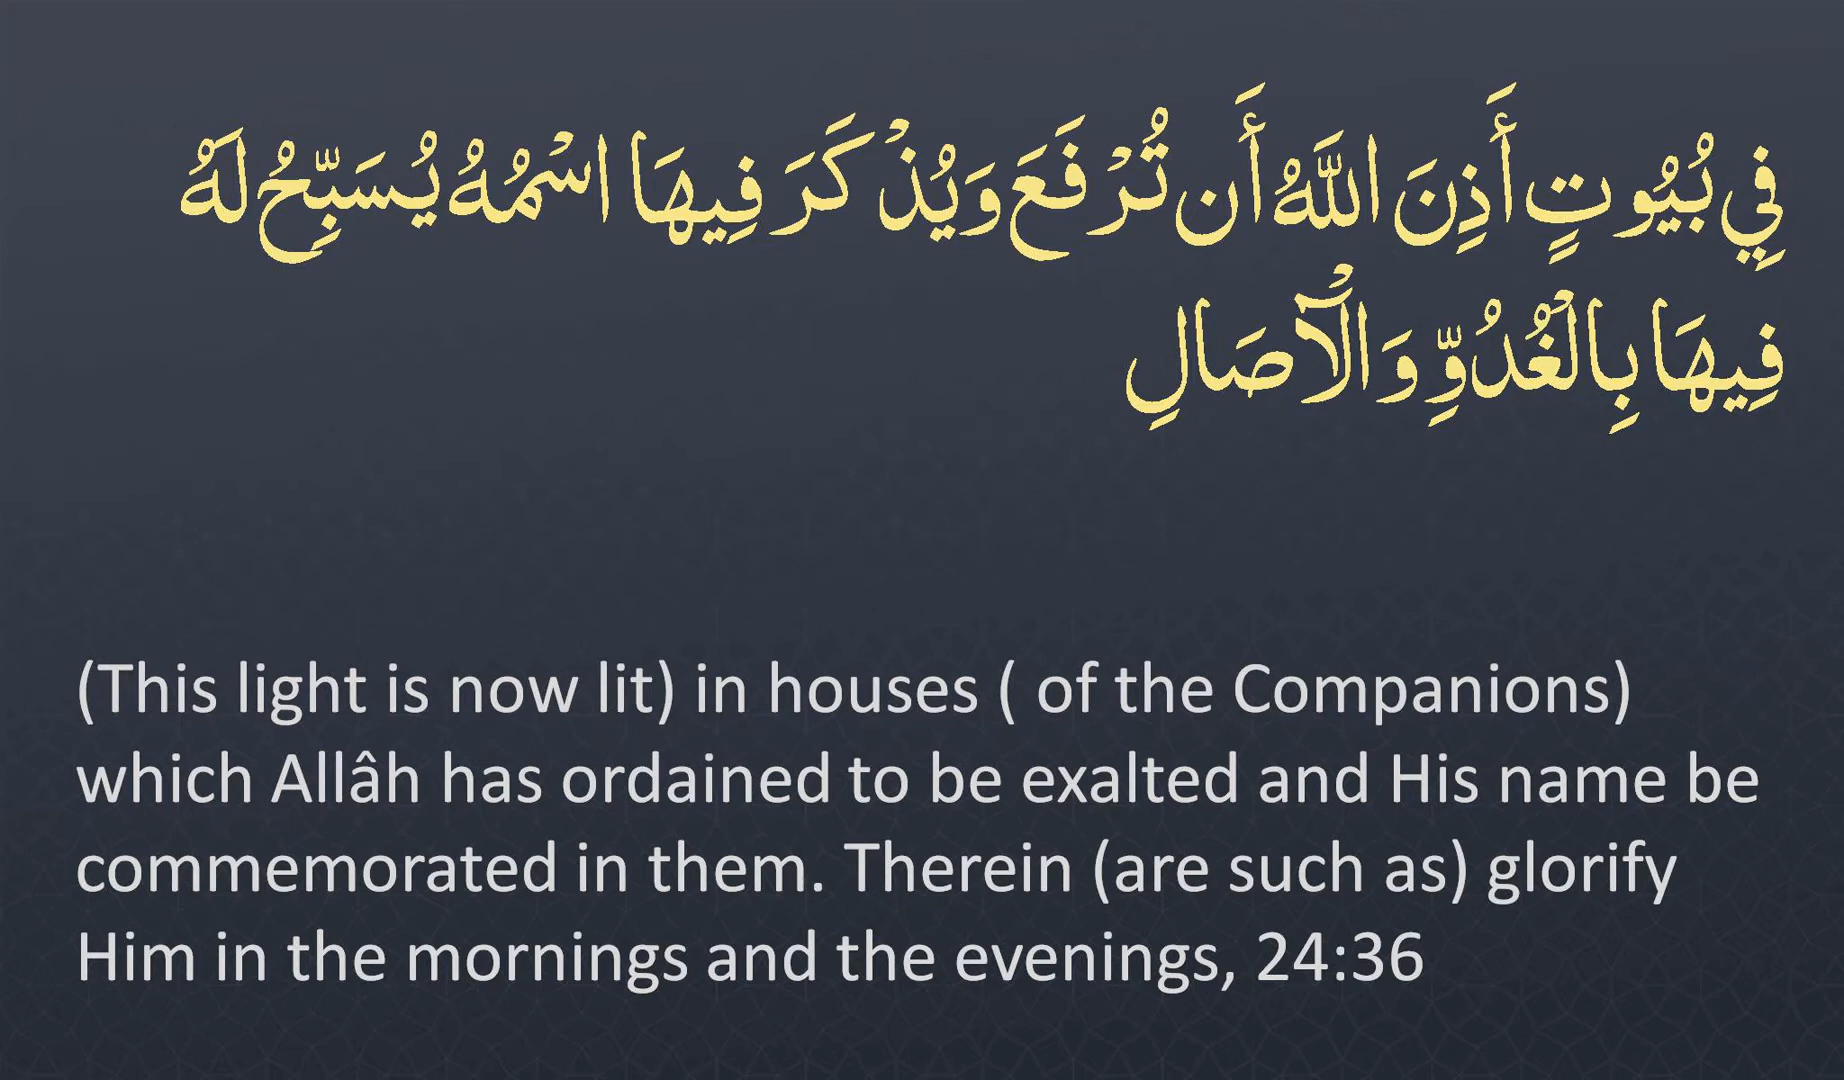 فِي بُيُوتٍ أَذِنَ اللَّهُ أَن تُرْفَعَ وَيُذْكَرَ فِيهَا اسْمُهُ يُسَبِّحُ لَهُ
فِيهَا بِالْغُدُوِّ وَالْآصَالِ
(This light is now lit) in houses ( of the Companions)
which Allâh has ordained to be exalted and His name be
commemorated in them. Therein (are such as) glorify
Him in the mornings and the evenings, 24:36